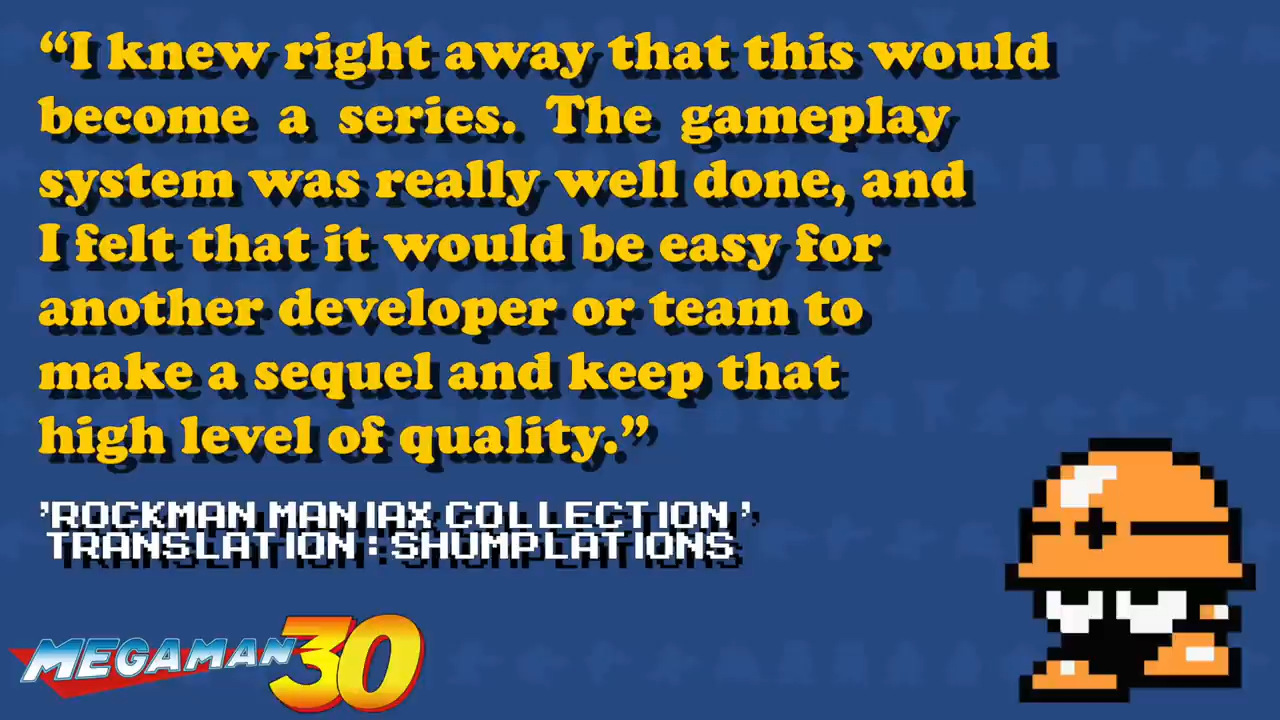 “I knew right away that this would
become a series. The gameplay
system was really well done, and
I felt that it would be easy for
another developer or team to
make a sequel and keep that
high level of quality.”
'ROCKMAN MANIAX COLLECTION'
TRANSLATION: SHUMPLATIONS
MEGAMAN 30